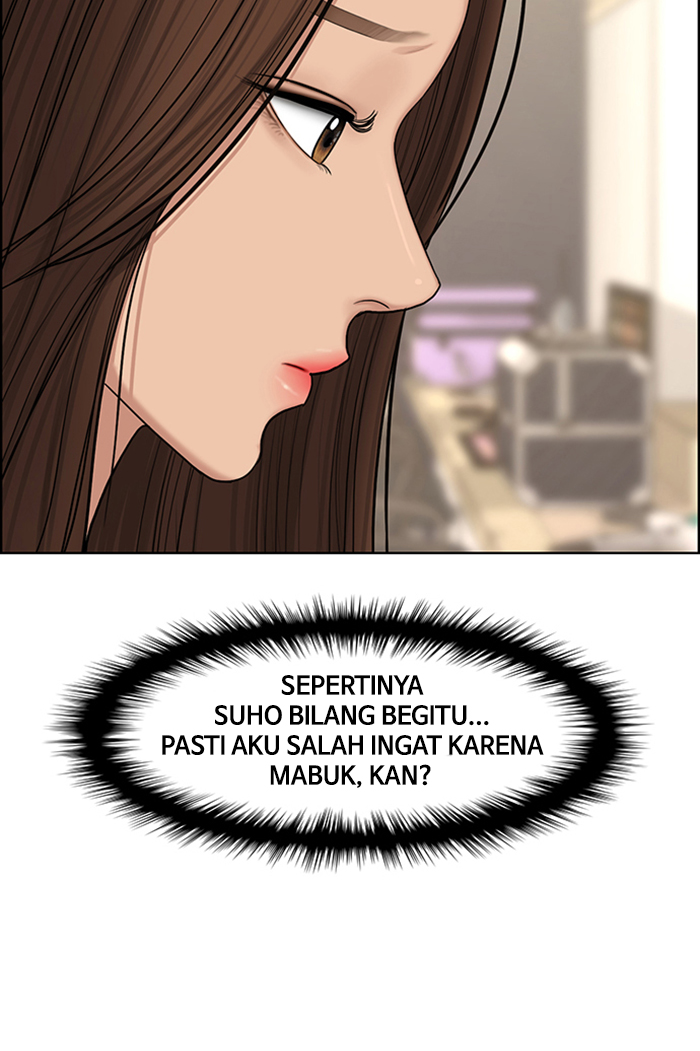 SEPERTINYA
SUHO BILANG BEGITU...
PASTI AKU SALAH INGAT KARENA
MABUK, KAN?